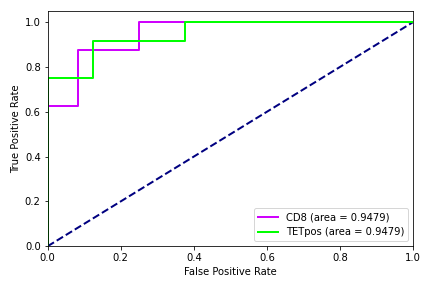 1.0
0.8
0.6
0.4
0.2
0.0
True Positive Rate
CD8 (area = 0.9479)
TETpos (area = 0.9479)
0.0 0.2 0.4 0.6 0.8 1.0
False Positive Rate